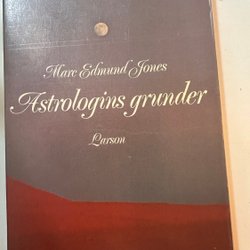 Marc Edmund Jones
Astrologins grunder
Larson